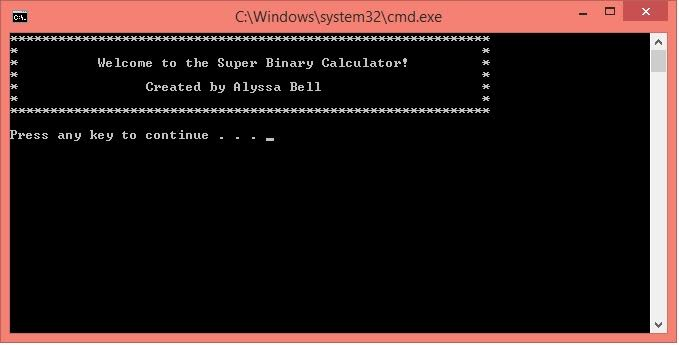 C:\Windows\system32\cmd.exe
************************************************************
*                                                          *
*          Welcome to the Super Binary Calculator!         *
*                                                          *
*                Created by Alyssa Bell                    *
*                                                          *
************************************************************
Press any key to continue . . . _